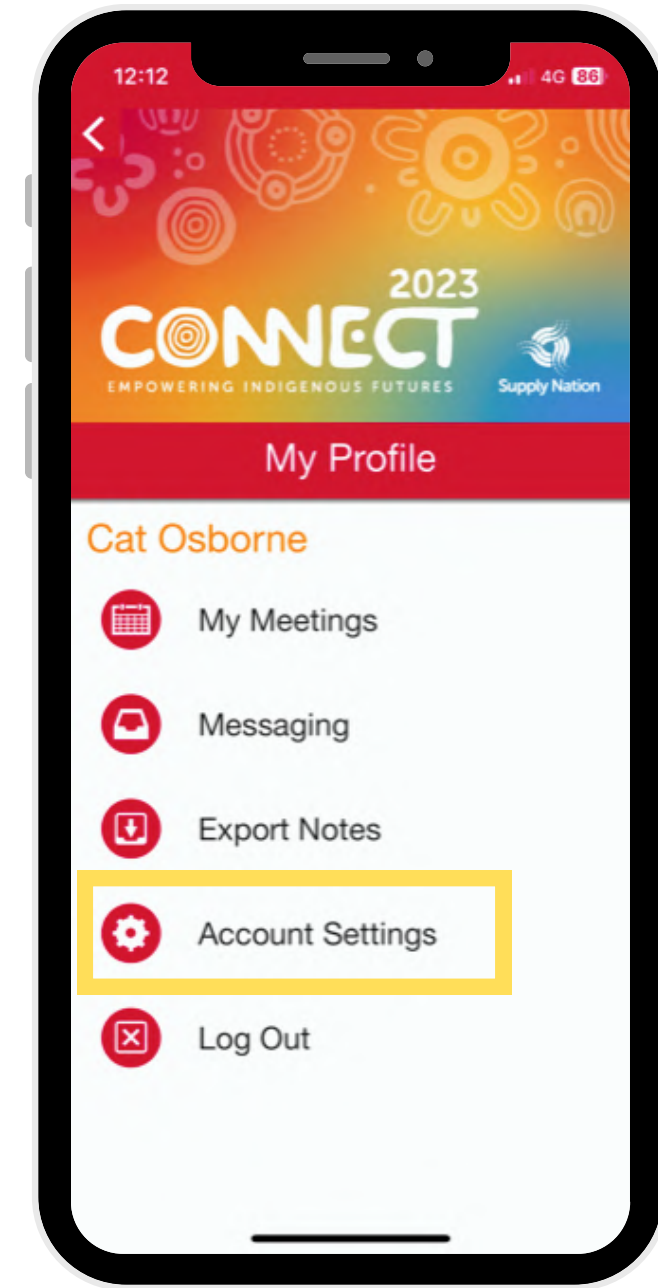 12:12
4G 86
2023
CONNECT
EMPOWERING INDIGENOUS FUTURES
Supply Nation
My Profile
Cat Osborne
My Meetings
Messaging
Export Notes
Account Settings
Log Out